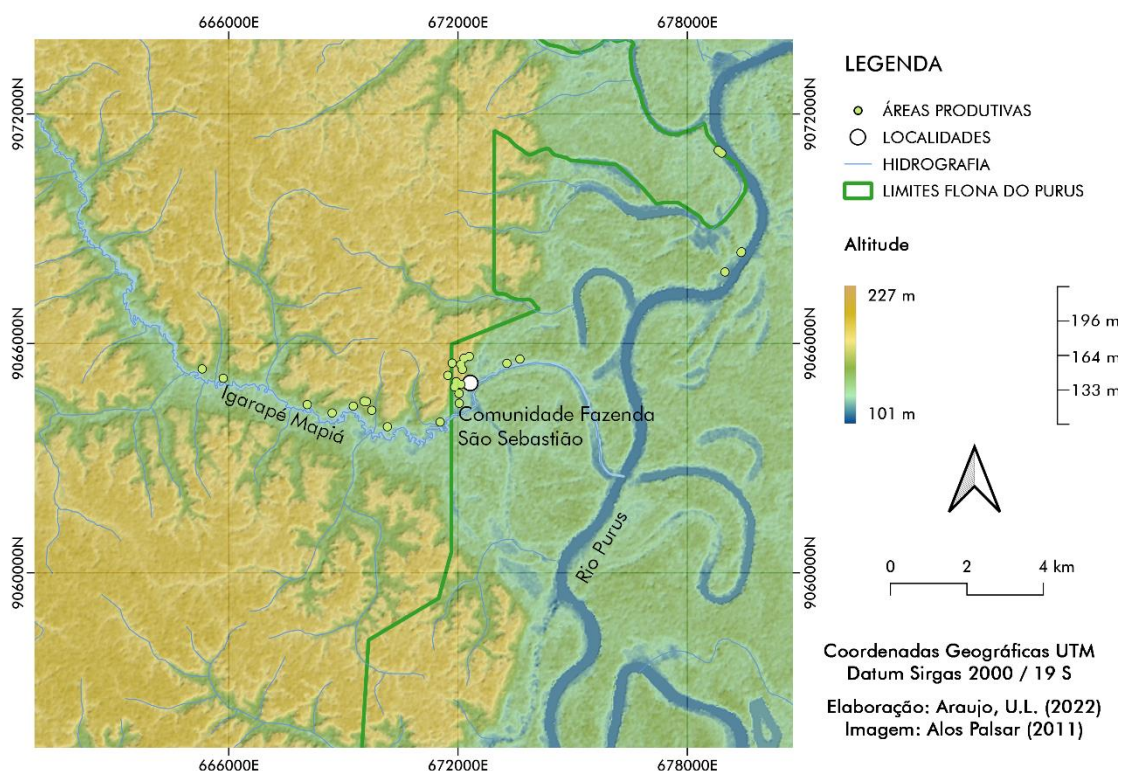 666000E
672000E
678000E
9072000N
9072000N
9066000N
9066000N
9060000N
9060000N
Igarapé Mapiá
Comunidade Fazenda
São Sebastião
Rio Purus
666000E
672000E
678000E
LEGENDA
ÁREAS PRODUTIVAS
LOCALIDADES
HIDROGRAFIA
LIMITES FLONA DO PURUS
Altitude
227 m
101 m
196 m
164 m
133 m
0 2 4 km
Coordenadas Geográficas UTM
Datum Sirgas 2000 / 19 S
Elaboração: Araujo, U.L. (2022)
Imagem: Alos Palsar (2011)